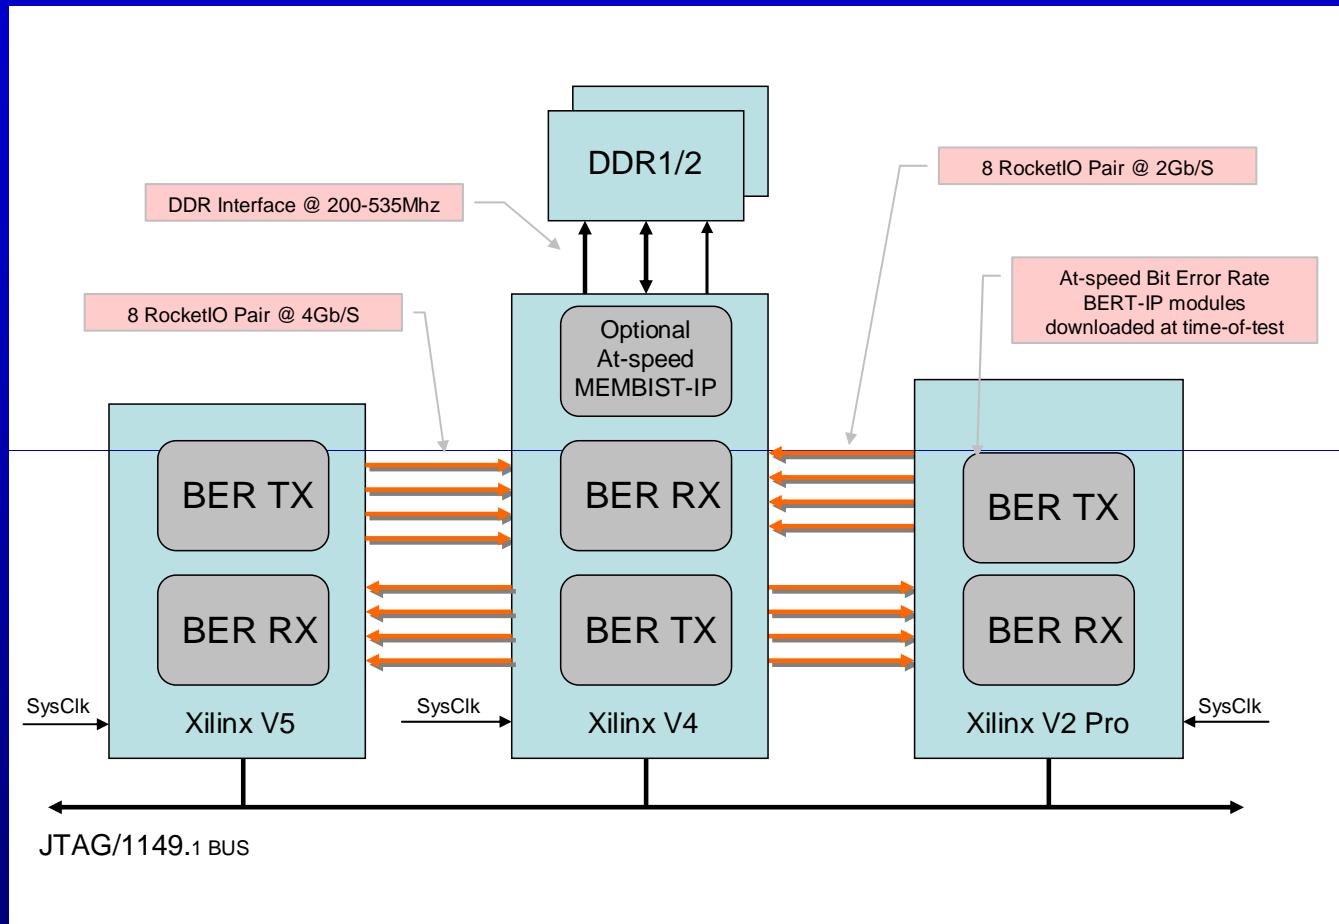 DDR1/2
8 RocketIO Pair @ 2Gb/S
DDR Interface @ 200-535Mhz
At-speed Bit Error Rate
BERT-IP modules
downloaded at time-of-test
8 RocketIO Pair @ 4Gb/S
Optional
At-speed
MEMBIST-IP
BER TX
BER RX
BER TX
BER RX
BER TX
BER RX
SysClk
Xilinx V5
SysClk
Xilinx V4
Xilinx V2 Pro
SysClk
JTAG/1149.1 BUS